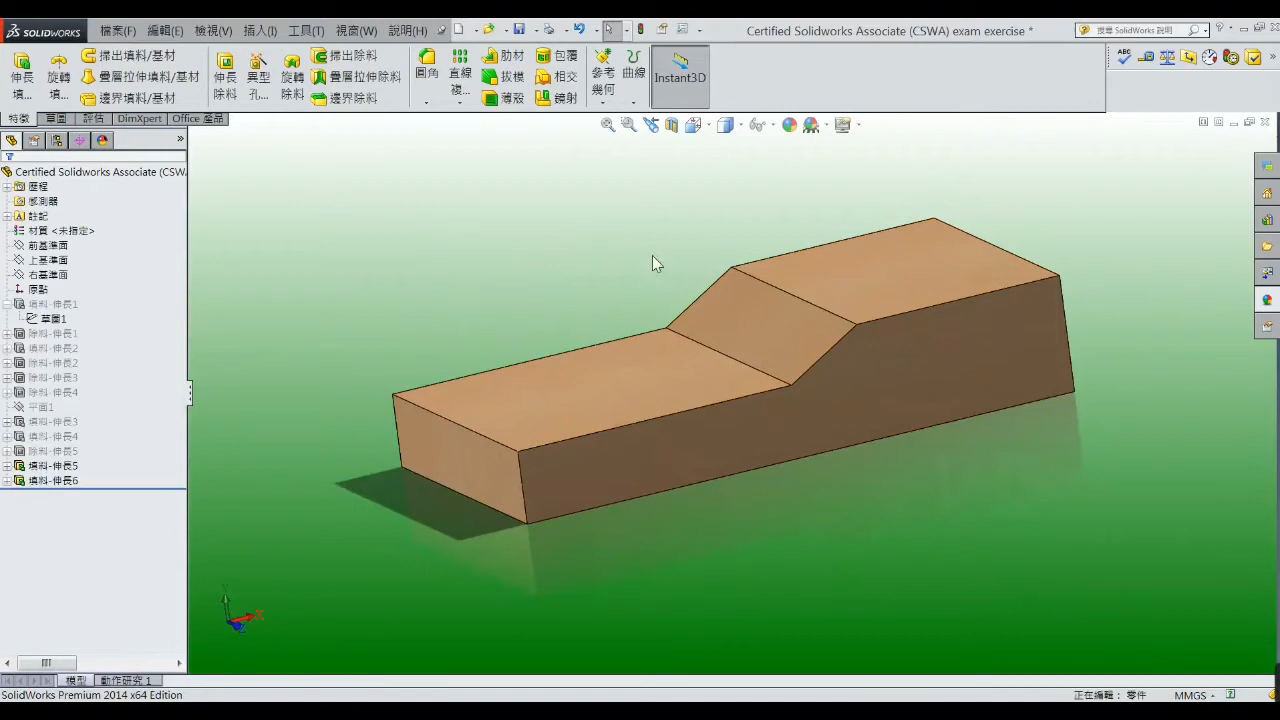 SOLIDWORKS 檔案(F) 編輯(E) 檢視(V) 插入(I) 工具(T) 視窗(W) 說明(H) Certified Solidworks Associate (CSWA) exam exercise * 搜尋 SolidWorks 說明
伸長填... 旋轉填... 掃出填料/基材 疊層拉伸填料/基材 邊界填料/基材 伸長除料 異型孔... 旋轉除料 掃出除料 疊層拉伸除料 邊界除料 圓角 直線複... 肋材 拔模 薄殼 包覆 相交 鏡射 參考幾何 曲線 Instant3D
特徵 草圖 評估 DimXpert Office 產品
Certified Solidworks Associate (CSWA
歷程
感測器
註記
材質 <未指定>
前基準面
上基準面
右基準面
原點
填料-伸長1
草圖1
除料-伸長1
填料-伸長2
除料-伸長2
除料-伸長3
除料-伸長4
平面1
填料-伸長3
填料-伸長4
除料-伸長5
填料-伸長5
填料-伸長6
Y
X
Z
模型 動作研究 1
SolidWorks Premium 2014 x64 Edition 正在編輯: 零件 MMGS